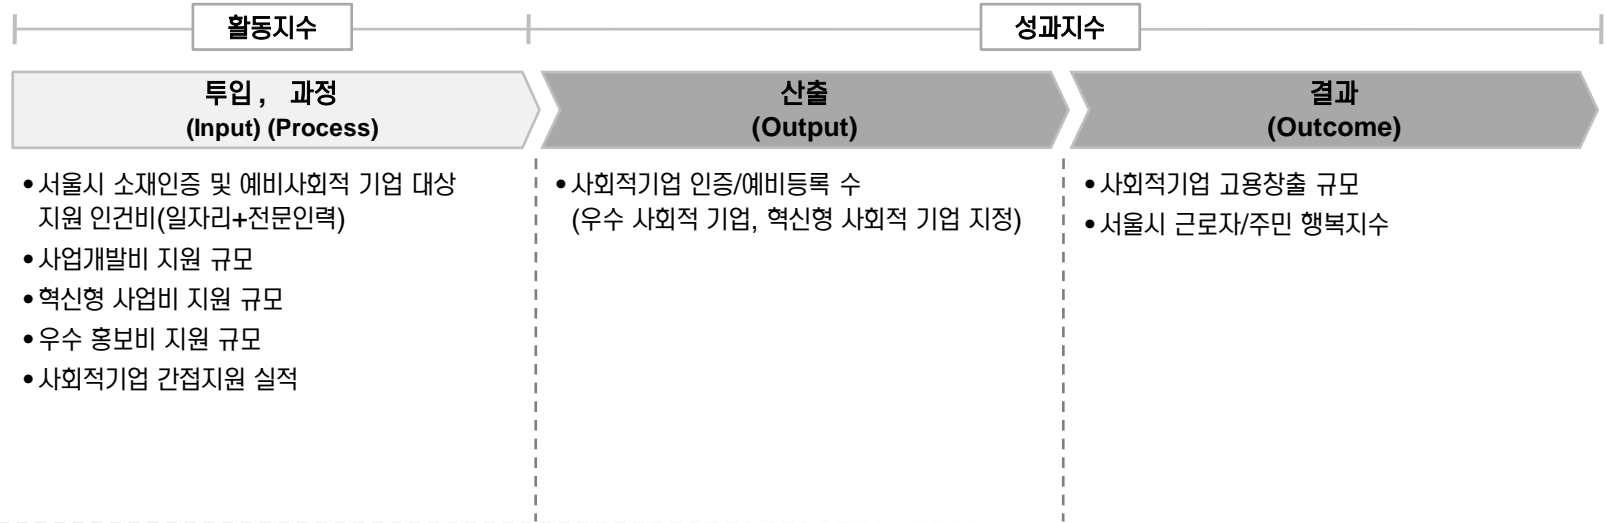 활동지수
성과지수
투입, 과정
(Input) (Process)
산출
(Output)
결과
(Outcome)
•서울시 소재인증 및 예비사회적 기업 대상
지원 인건비(일자리+전문인력)
•사업개발비 지원 규모
•혁신형 사업비 지원 규모
•우수 홍보비 지원 규모
•사회적기업 간접지원 실적
•사회적기업 인증/예비등록 수
(우수 사회적 기업, 혁신형 사회적 기업 지정)
•사회적기업 고용창출 규모
•서울시 근로자/주민 행복지수